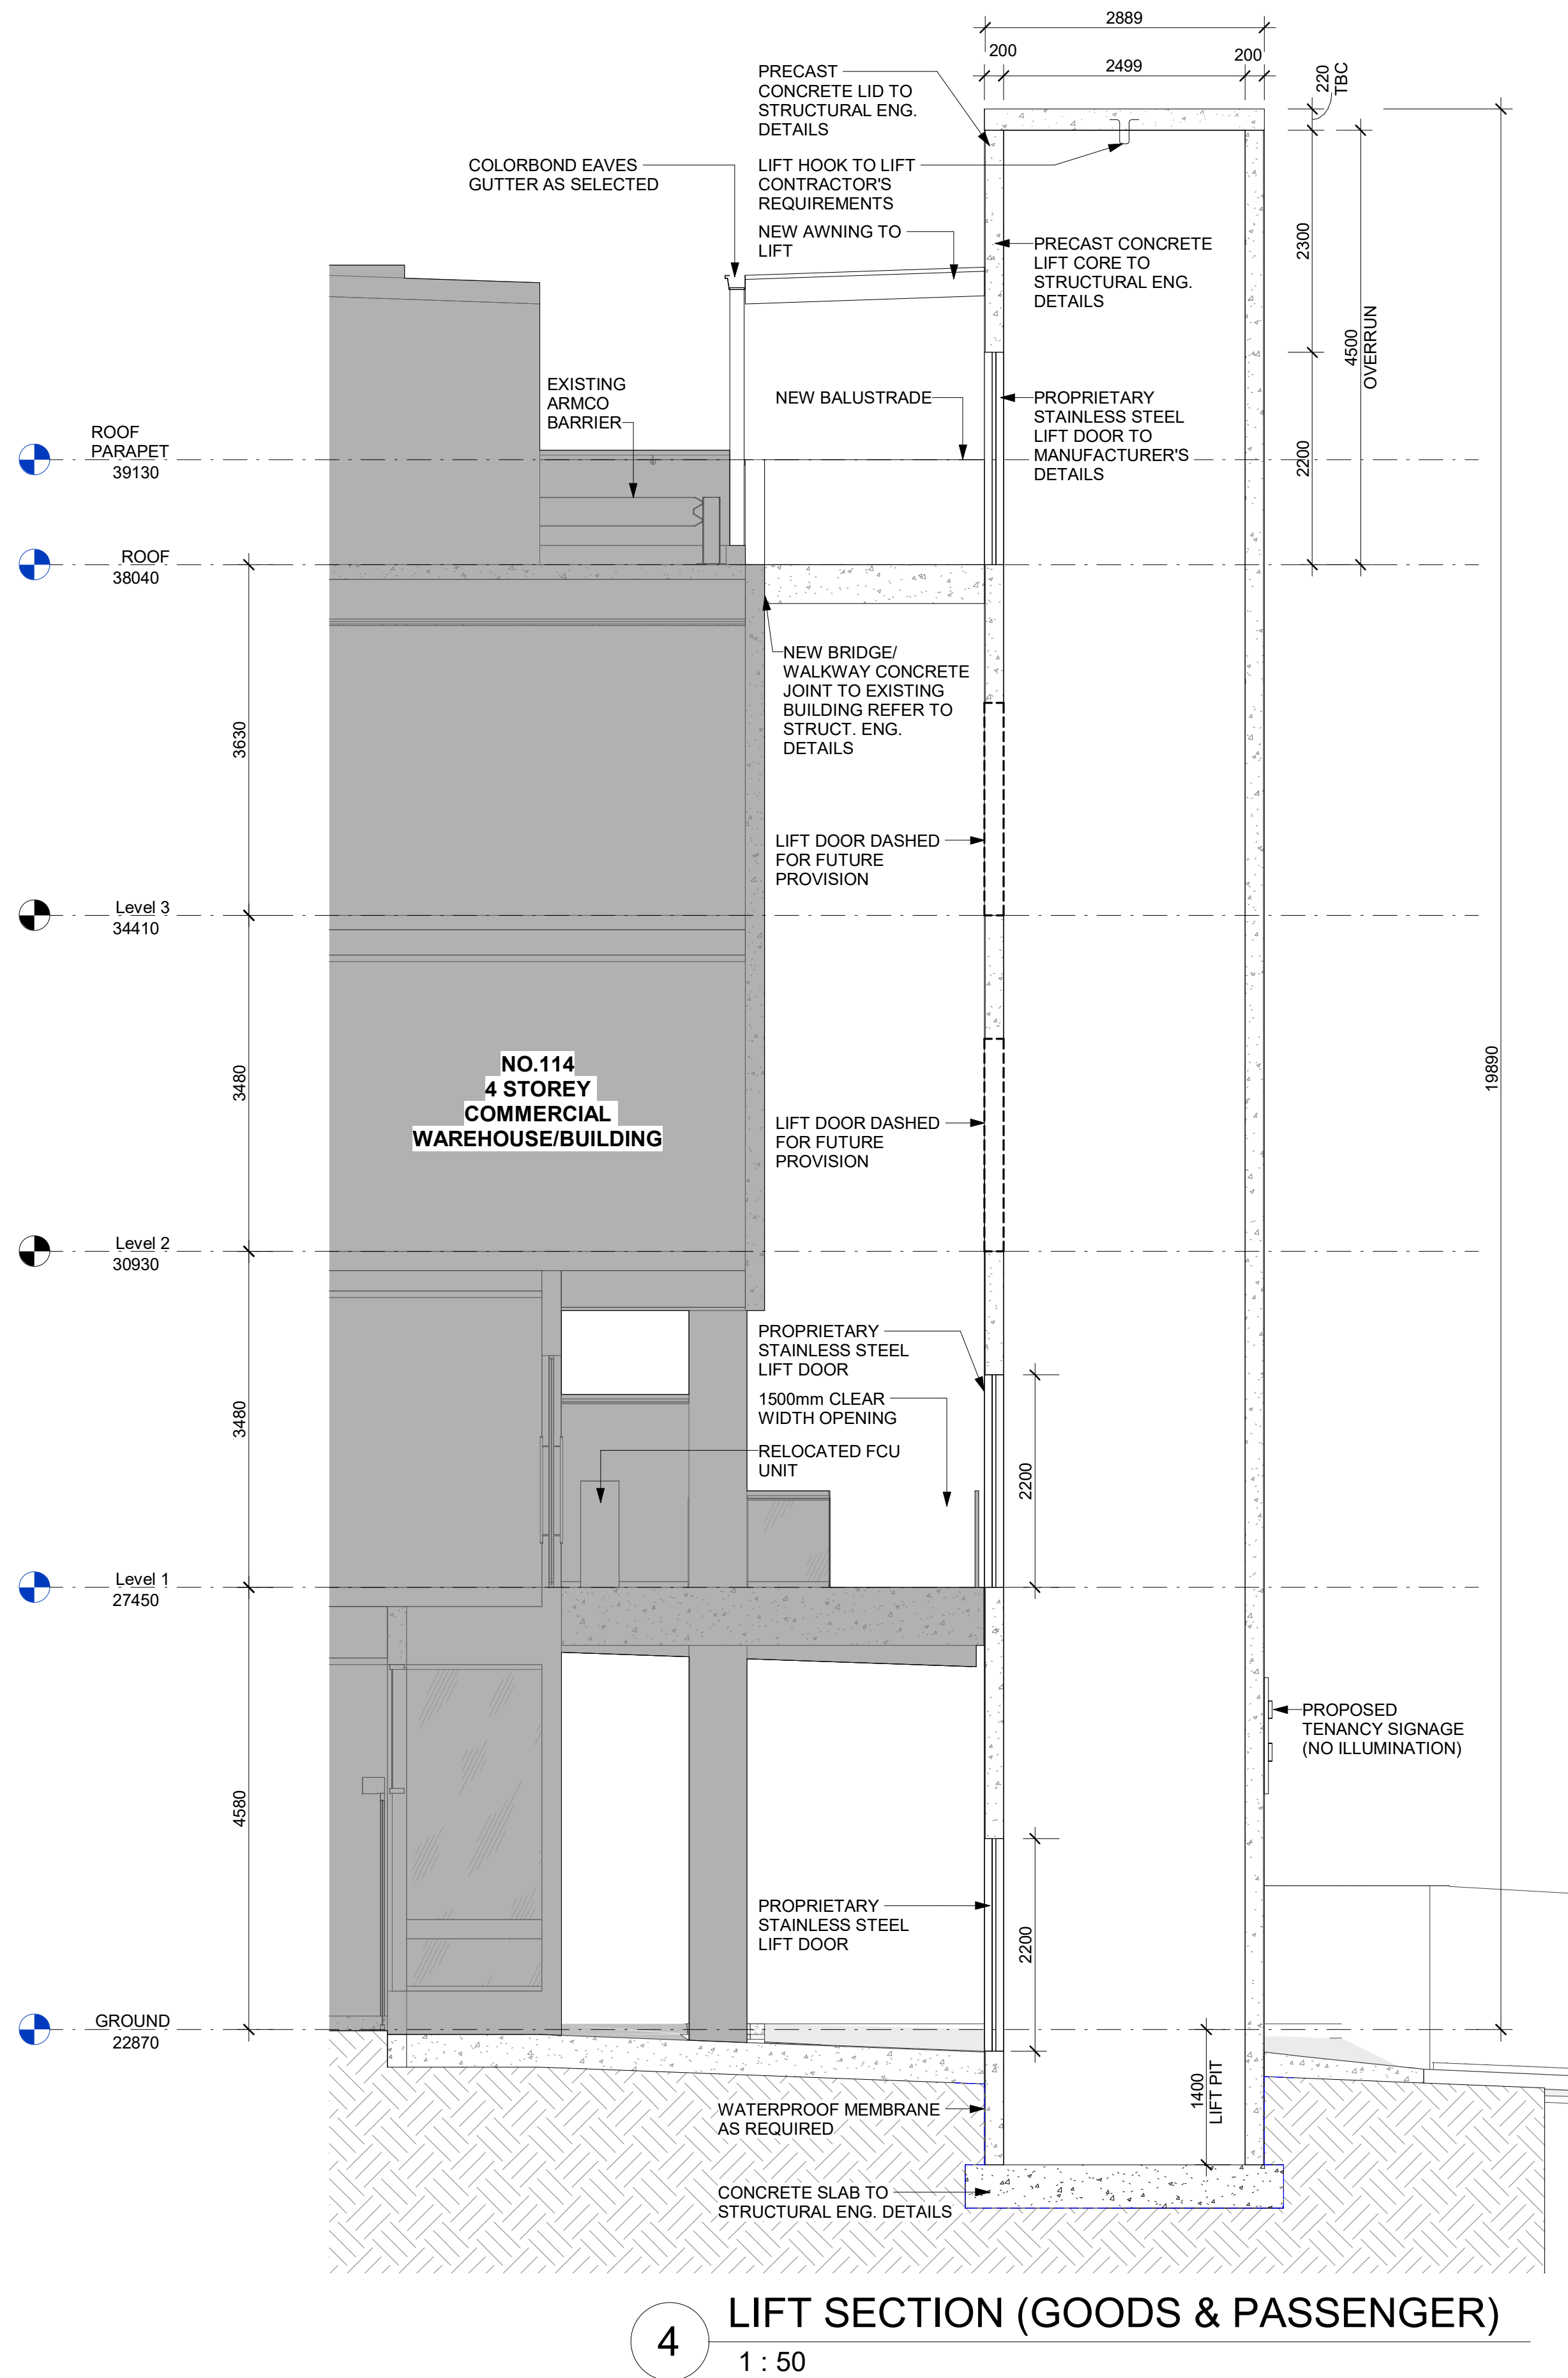 2889
200
2499
200
220
TBC
PRECAST
CONCRETE LID TO
STRUCTURAL ENG.
DETAILS
COLORBOND EAVES
GUTTER AS SELECTED
LIFT HOOK TO LIFT
CONTRACTOR'S
REQUIREMENTS
NEW AWNING TO
LIFT
PRECAST CONCRETE
LIFT CORE TO
STRUCTURAL ENG.
DETAILS
2300
4500
OVERRUN
EXISTING
ARMCO
BARRIER
NEW BALUSTRADE
PROPRIETARY
STAINLESS STEEL
LIFT DOOR TO
MANUFACTURER'S
DETAILS
2200
ROOF
PARAPET
39130
ROOF
38040
NEW BRIDGE/
WALKWAY CONCRETE
JOINT TO EXISTING
BUILDING REFER TO
STRUCT. ENG.
DETAILS
3630
LIFT DOOR DASHED
FOR FUTURE
PROVISION
Level 3
34410
NO.114
4 STOREY
COMMERCIAL
WAREHOUSE/BUILDING
3480
19890
LIFT DOOR DASHED
FOR FUTURE
PROVISION
Level 2
30930
PROPRIETARY
STAINLESS STEEL
LIFT DOOR
1500mm CLEAR
WIDTH OPENING
3480
RELOCATED FCU
UNIT
2200
Level 1
27450
PROPOSED
TENANCY SIGNAGE
(NO ILLUMINATION)
4580
PROPRIETARY
STAINLESS STEEL
LIFT DOOR
2200
GROUND
22870
1400
LIFT PIT
WATERPROOF MEMBRANE
AS REQUIRED
CONCRETE SLAB TO
STRUCTURAL ENG. DETAILS
4
LIFT SECTION (GOODS & PASSENGER)
1 : 50